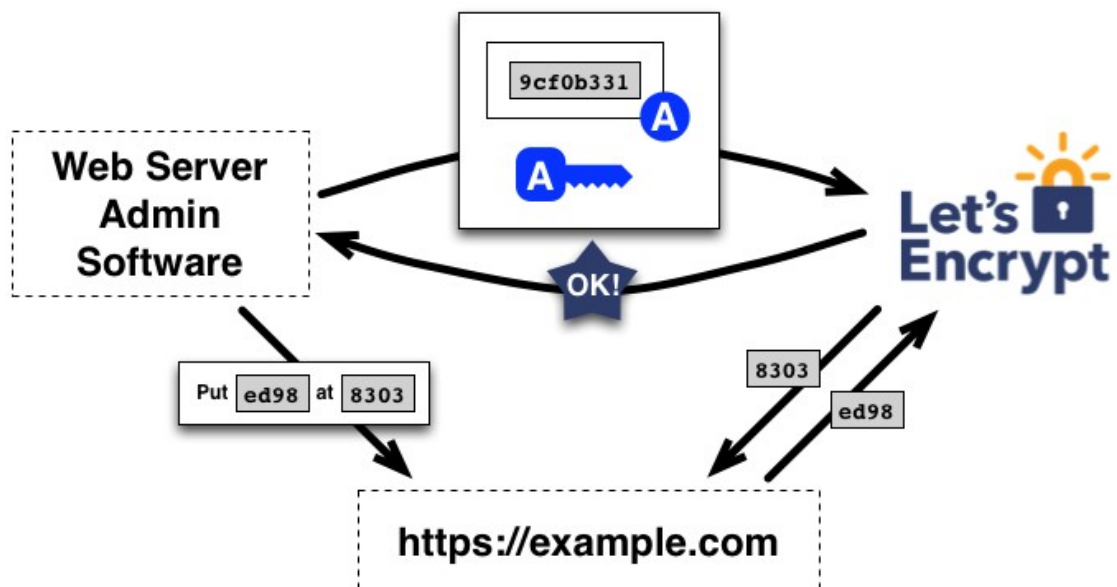 9cf0b331
A
A
Web Server
Admin
Software
Let's
Encrypt
OK!
Put ed98 at 8303
8303
ed98
https://example.com